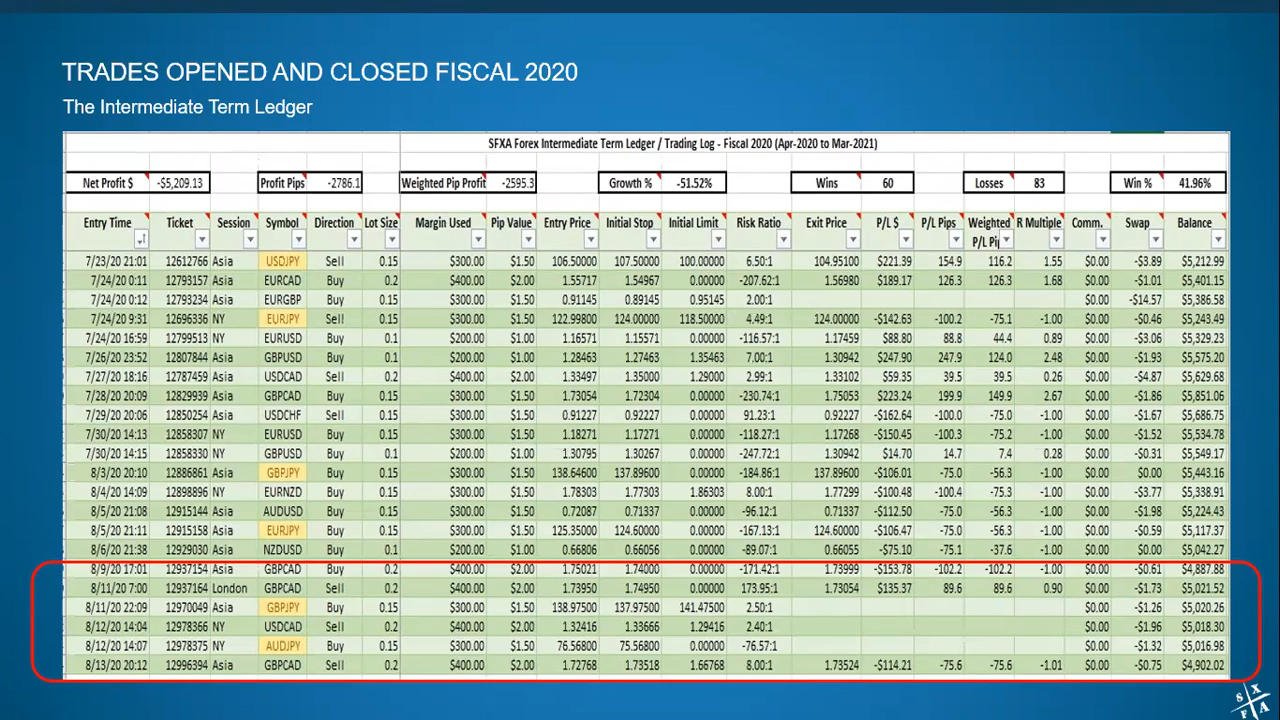 TRADES OPENED AND CLOSED FISCAL 2020
The Intermediate Term Ledger
SFXA Forex Intermediate Term Ledger / Trading Log - Fiscal 2020 (Apr-2020 to Mar-2021)
Net Profit $ -$5,209.13 Profit Pips -2786.1 Weighted Pip Profit -2595.3 Growth % -51.52% Wins 60 Losses 83 Win % 41.96%
Entry Time Ticket Session Symbol Direction Lot Size Margin Used Pip Value Entry Price Initial Stop Initial Limit Risk Ratio Exit Price P/L $ P/L Pips Weighted P/L Pip R Multiple Comm. Swap Balance
7/23/20 21:01 12612766 Asia USDJPY Sell 0.15 $300.00 $1.50 106.50000 107.50000 100.00000 6.50:1 104.95100 $221.39 154.9 116.2 1.55 $0.00 -$3.89 $5,212.99
7/24/20 0:11 12793157 Asia EURCAD Buy 0.2 $400.00 $2.00 1.55717 1.54967 0.00000 -207.62:1 1.56980 $189.17 126.3 126.3 1.68 $0.00 -$1.01 $5,401.15
7/24/20 0:12 12793234 Asia EURGBP Buy 0.15 $300.00 $1.50 0.91145 0.89145 0.95145 2.00:1 $0.00 -$14.57 $5,386.58
7/24/20 9:31 12696336 NY EURJPY Sell 0.15 $300.00 $1.50 122.99800 124.00000 118.50000 4.49:1 124.00000 -$142.63 -100.2 -75.1 -1.00 $0.00 -$0.46 $5,243.49
7/24/20 16:59 12799513 NY EURUSD Buy 0.1 $200.00 $1.00 1.16571 1.15571 0.00000 -116.57:1 1.17459 $88.80 88.8 44.4 0.89 $0.00 -$3.06 $5,329.23
7/26/20 23:52 12807844 Asia GBPUSD Buy 0.1 $200.00 $1.00 1.28463 1.27463 1.35463 7.00:1 1.30942 $247.90 247.9 124.0 2.48 $0.00 -$1.93 $5,575.20
7/27/20 18:16 12787459 Asia USDCAD Sell 0.2 $400.00 $2.00 1.33497 1.35000 1.29000 2.99:1 1.33102 $59.35 39.5 39.5 0.26 $0.00 -$4.87 $5,629.68
7/28/20 20:09 12829939 Asia GBPCAD Buy 0.15 $300.00 $1.50 1.73054 1.72304 0.00000 -230.74:1 1.75053 $223.24 199.9 149.9 2.67 $0.00 -$1.86 $5,851.06
7/29/20 20:06 12850254 Asia USDCHF Sell 0.15 $300.00 $1.50 0.91227 0.92227 0.00000 91.23:1 0.92227 -$162.64 -100.0 -75.0 -1.00 $0.00 -$1.67 $5,686.75
7/30/20 14:13 12858307 NY EURUSD Buy 0.15 $300.00 $1.50 1.18271 1.17271 0.00000 -118.27:1 1.17268 -$150.45 -100.3 -75.2 -1.00 $0.00 -$1.52 $5,534.78
7/30/20 14:15 12858330 NY GBPUSD Buy 0.1 $200.00 $1.00 1.30795 1.30267 0.00000 -247.72:1 1.30942 $14.70 14.7 7.4 0.28 $0.00 -$0.31 $5,549.17
8/3/20 20:10 12886861 Asia GBPJPY Buy 0.15 $300.00 $1.50 138.64600 137.89600 0.00000 -184.86:1 137.89600 -$106.01 -75.0 -56.3 -1.00 $0.00 $0.00 $5,443.16
8/4/20 14:09 12898896 NY EURNZD Buy 0.15 $300.00 $1.50 1.78303 1.77303 1.86303 8.00:1 1.77299 -$100.48 -100.4 -75.3 -1.00 $0.00 -$3.77 $5,338.91
8/5/20 21:08 12915144 Asia AUDUSD Buy 0.15 $300.00 $1.50 0.72087 0.71337 0.00000 -96.12:1 0.71337 -$112.50 -75.0 -56.3 -1.00 $0.00 -$1.98 $5,224.43
8/5/20 21:11 12915158 Asia EURJPY Buy 0.15 $300.00 $1.50 125.35000 124.60000 0.00000 -167.13:1 124.60000 -$106.47 -75.0 -56.3 -1.00 $0.00 -$0.59 $5,117.37
8/6/20 21:38 12929030 Asia NZDUSD Buy 0.1 $200.00 $1.00 0.66806 0.66056 0.00000 -89.07:1 0.66055 -$75.10 -75.1 -37.6 -1.00 $0.00 $0.00 $5,042.27
8/9/20 17:01 12937154 Asia GBPCAD Buy 0.2 $400.00 $2.00 1.75021 1.74000 0.00000 -171.42:1 1.73999 -$153.78 -102.2 -102.2 -1.00 $0.00 -$0.61 $4,887.88
8/11/20 7:00 12937164 London GBPCAD Sell 0.2 $400.00 $2.00 1.73950 1.74950 0.00000 173.95:1 1.73054 $135.37 89.6 89.6 0.90 $0.00 -$1.73 $5,021.52
8/11/20 22:09 12970049 Asia GBPJPY Buy 0.15 $300.00 $1.50 138.97500 137.97500 141.47500 2.50:1 $0.00 -$1.26 $5,020.26
8/12/20 14:04 12978366 NY USDCAD Sell 0.2 $400.00 $2.00 1.32416 1.33666 1.29416 2.40:1 $0.00 -$1.96 $5,018.30
8/12/20 14:07 12978375 NY AUDJPY Buy 0.15 $300.00 $1.50 76.56800 75.56800 0.00000 -76.57:1 $0.00 -$1.32 $5,016.98
8/13/20 20:12 12996394 Asia GBPCAD Sell 0.2 $400.00 $2.00 1.72768 1.73518 1.66768 8.00:1 1.73524 -$114.21 -75.6 -75.6 -1.01 $0.00 -$0.75 $4,902.02
S X
F A